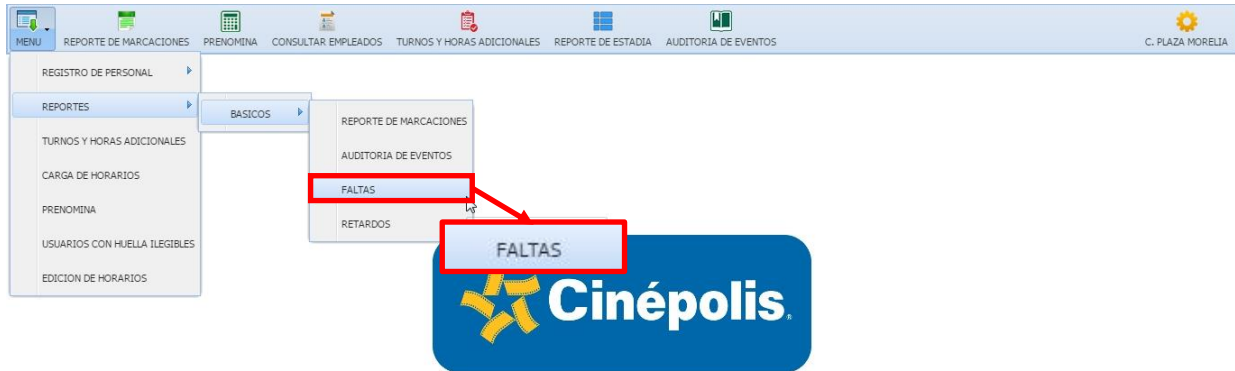 MENU REPORTE DE MARCACIONES PRENOMINA CONSULTAR EMPLEADOS TURNOS Y HORAS ADICIONALES REPORTE DE ESTADIA AUDITORIA DE EVENTOS C. PLAZA MORELIA
REGISTRO DE PERSONAL
REPORTES
TURNOS Y HORAS ADICIONALES
CARGA DE HORARIOS
PRENOMINA
USUARIOS CON HUELLA ILEGIBLES
EDICION DE HORARIOS
BASICOS
REPORTE DE MARCACIONES
AUDITORIA DE EVENTOS
FALTAS
RETARDOS
FALTAS
Cinépolis®